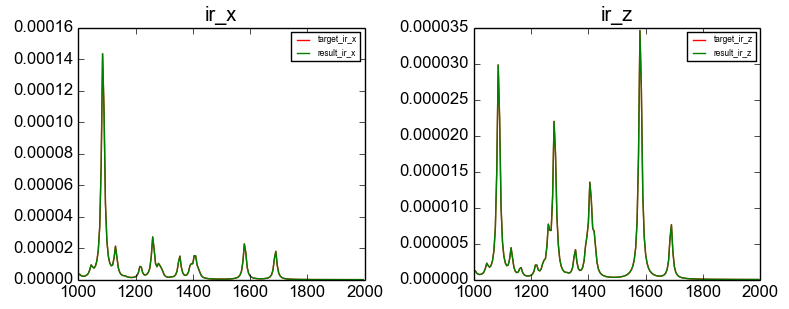 ir_x
0.00016
0.00014
0.00012
0.00010
0.00008
0.00006
0.00004
0.00002
0.00000
1000 1200 1400 1600 1800 2000
target_ir_x
result_ir_x
ir_z
0.000035
0.000030
0.000025
0.000020
0.000015
0.000010
0.000005
0.000000
1000 1200 1400 1600 1800 2000
target_ir_z
result_ir_z